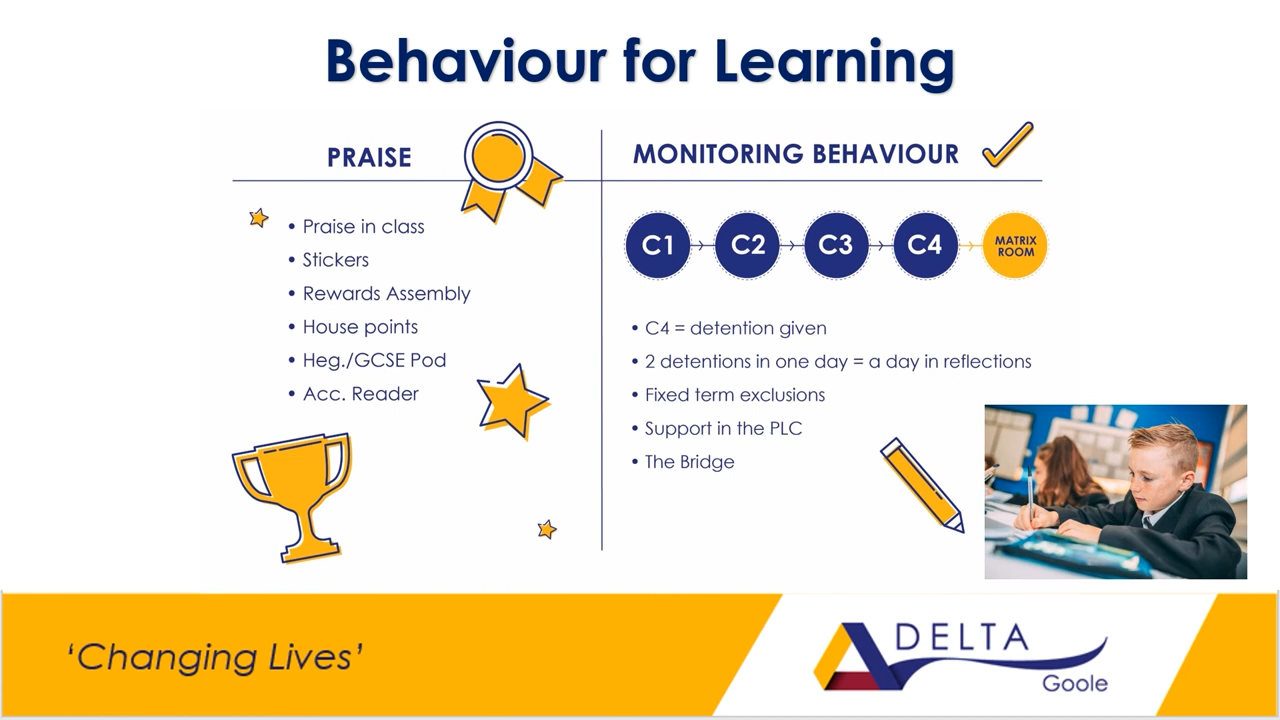 Behaviour for Learning
PRAISE
• Praise in class
• Stickers
• Rewards Assembly
• House points
• Heg./GCSE Pod
• Acc. Reader
MONITORING BEHAVIOUR
C1
C2
C3
C4
MATRIX
ROOM
• C4 = detention given
• 2 detentions in one day = a day in reflections
• Fixed term exclusions
• Support in the PLC
• The Bridge
‘Changing Lives’
DELTA
Goole